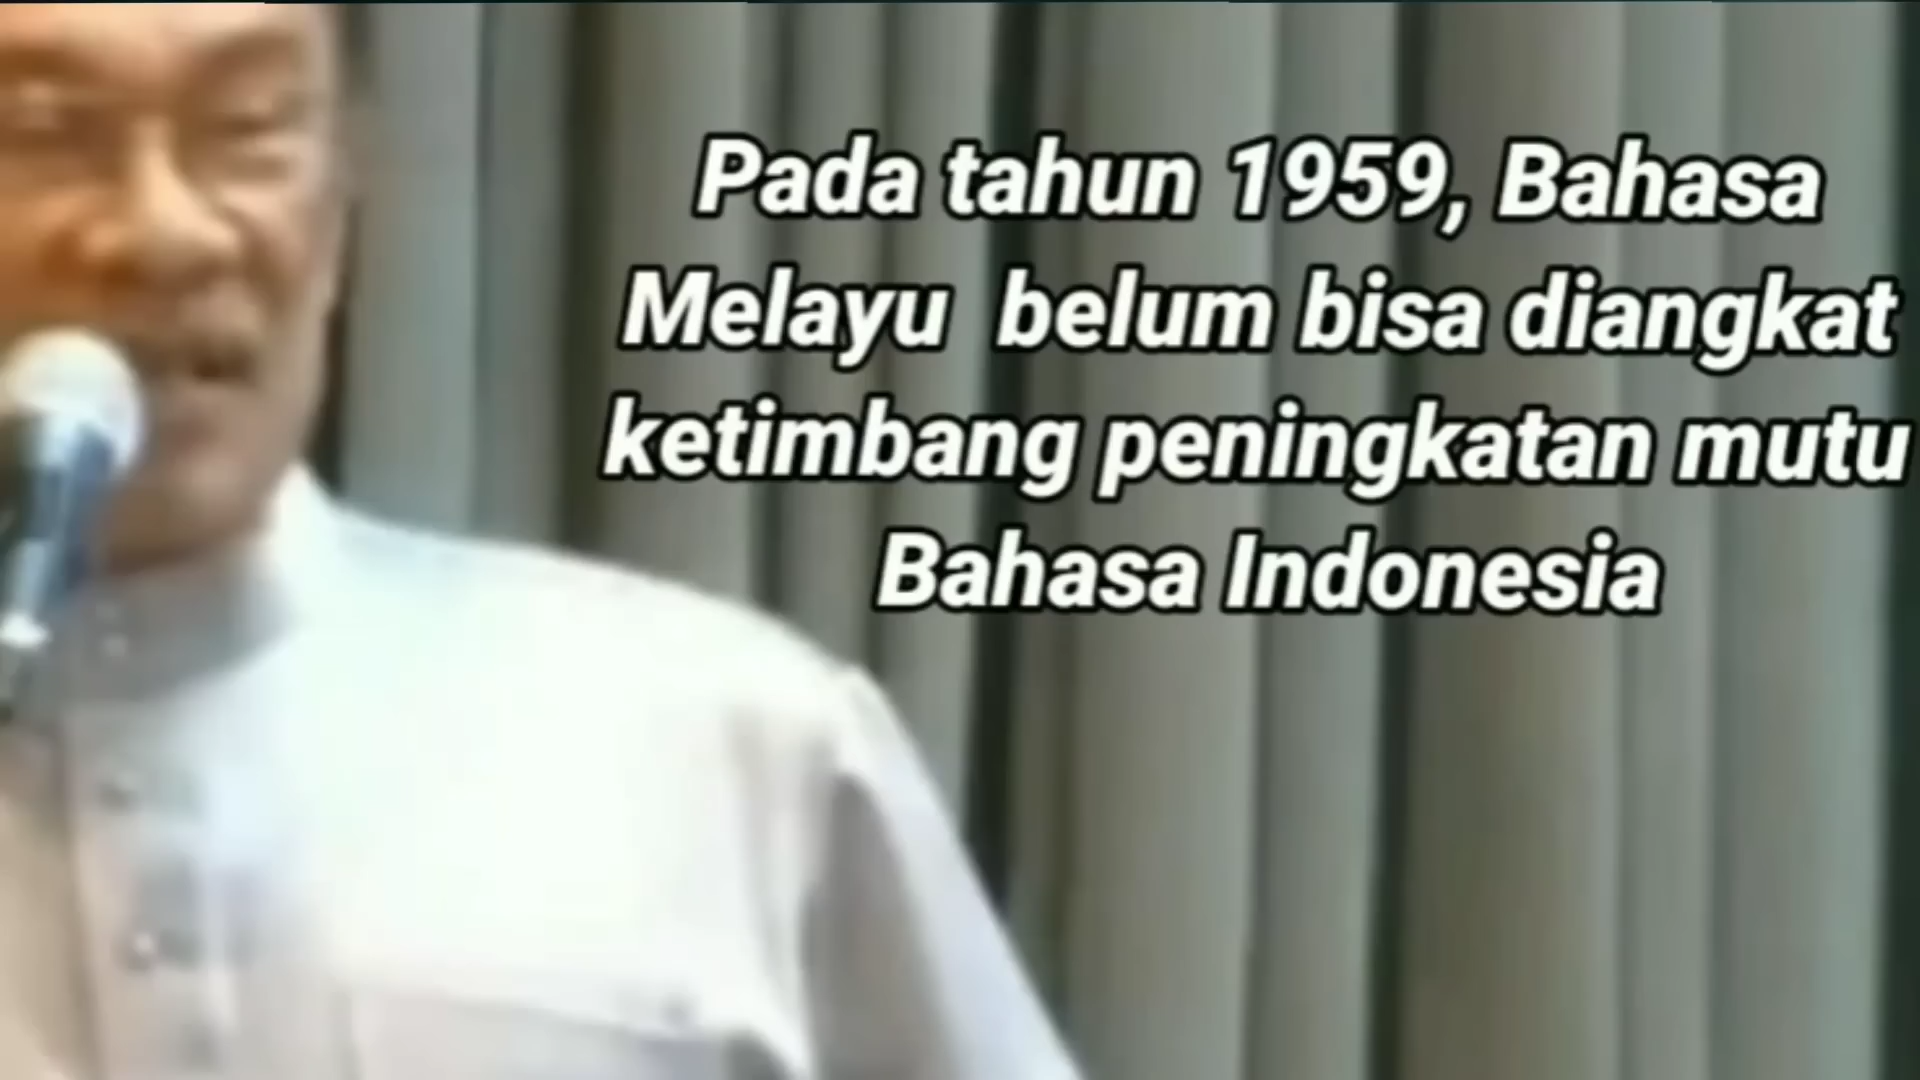 Pada tahun 1959, Bahasa
Melayu belum bisa diangkat
ketimbang peningkatan mutu
Bahasa Indonesia